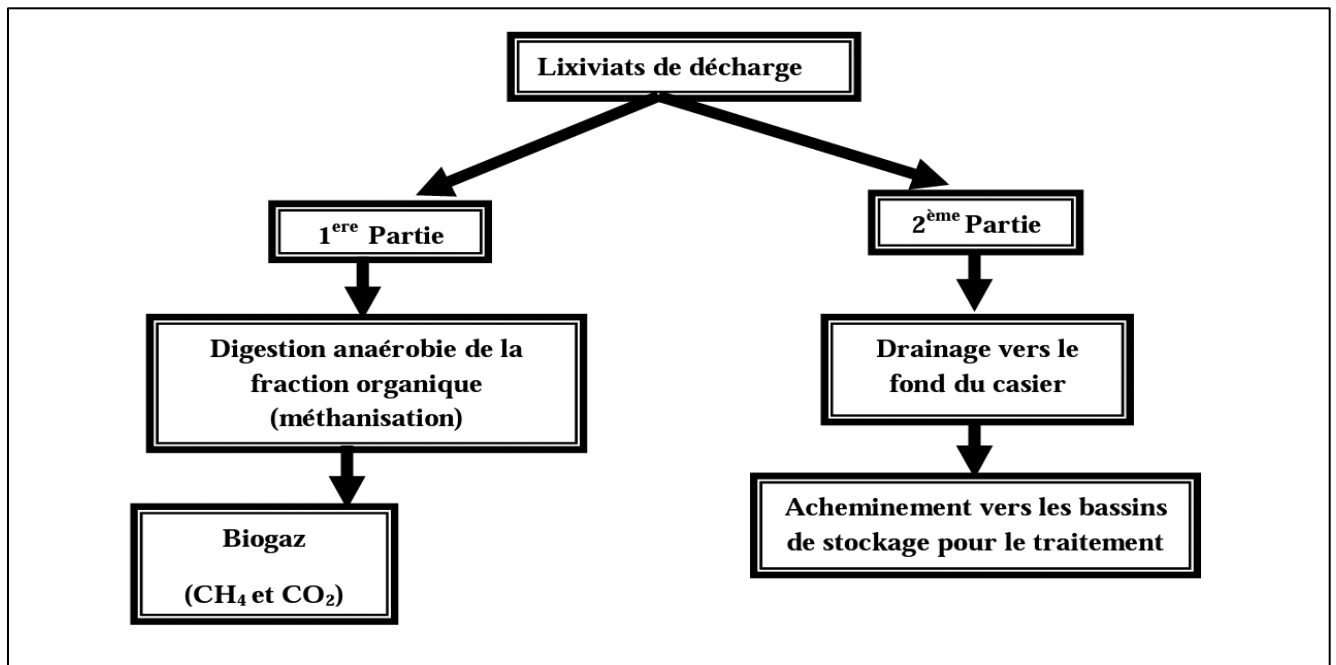 Lixiviats de décharge
1ere Partie
2ème Partie
Digestion anaérobie de la
fraction organique
(méthanisation)
Drainage vers le
fond du casier
Biogaz
(CH₄ et CO₂)
Acheminement vers les bassins
de stockage pour le traitement